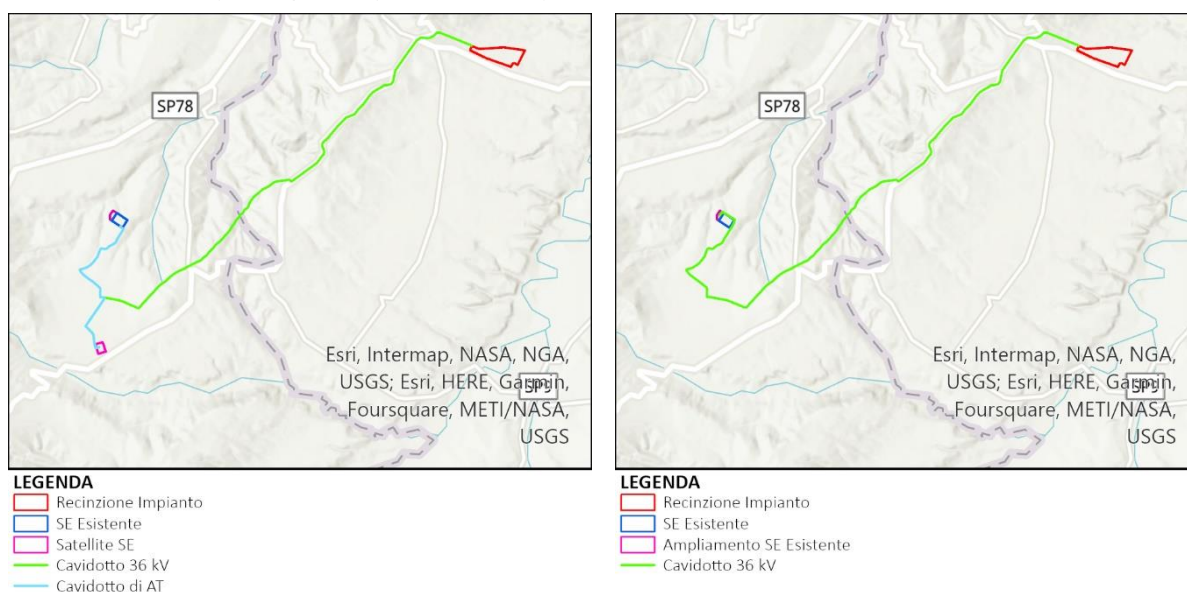 SP78
Esri, Intermap, NASA, NGA,
USGS; Esri, HERE, Garmin,
Foursquare, METI/NASA,
USGS
LEGENDA
Recinzione Impianto
SE Esistente
Satellite SE
Cavidotto 36 kV
Cavidotto di AT
SP78
Esri, Intermap, NASA, NGA,
USGS; Esri, HERE, Garmin,
Foursquare, METI/NASA,
USGS
LEGENDA
Recinzione Impianto
SE Esistente
Ampliamento SE Esistente
Cavidotto 36 kV